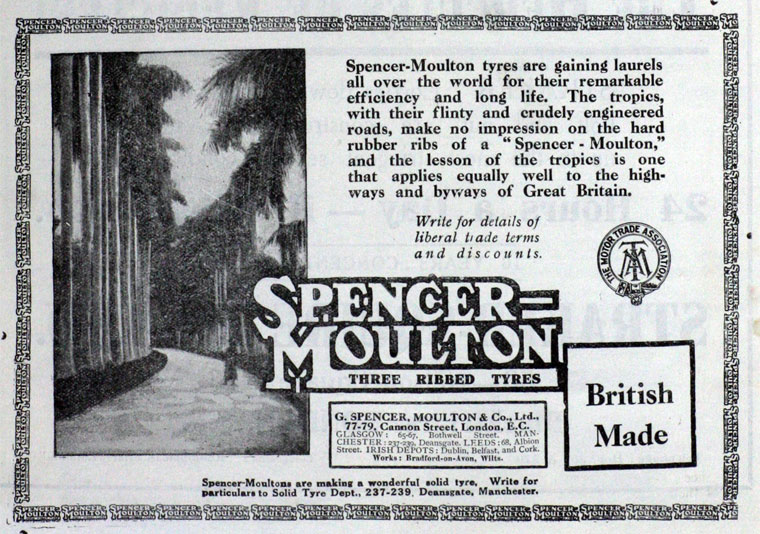 Spencer-Moulton tyres are gaining laurels
all over the world for their remarkable
efficiency and long life. The tropics,
with their flinty and crudely engineered
roads, make no impression on the hard
rubber ribs of a "Spencer - Moulton,"
and the lesson of the tropics is one
that applies equally well to the high-
ways and byways of Great Britain.
Write for details of
liberal trade terms
and discounts.
THE MOTOR TRADE ASSOCIATION
SPENCER=
MOULTON
THREE RIBBED TYRES
British
Made
G. SPENCER, MOULTON & Co., Ltd.,
77-79, Cannon Street, London, E.C.
GLASGOW: 65-67, Bothwell Street. MAN-
CHESTER: 237-239, Deansgate. LEEDS: 68, Albion
Street. IRISH DEPOTS: Dublin, Belfast, and Cork.
Works: Bradford-on-Avon, Wilts.
Spencer-Moultons are making a wonderful solid tyre. Write for
particulars to Solid Tyre Dept., 237-239, Deansgate, Manchester.